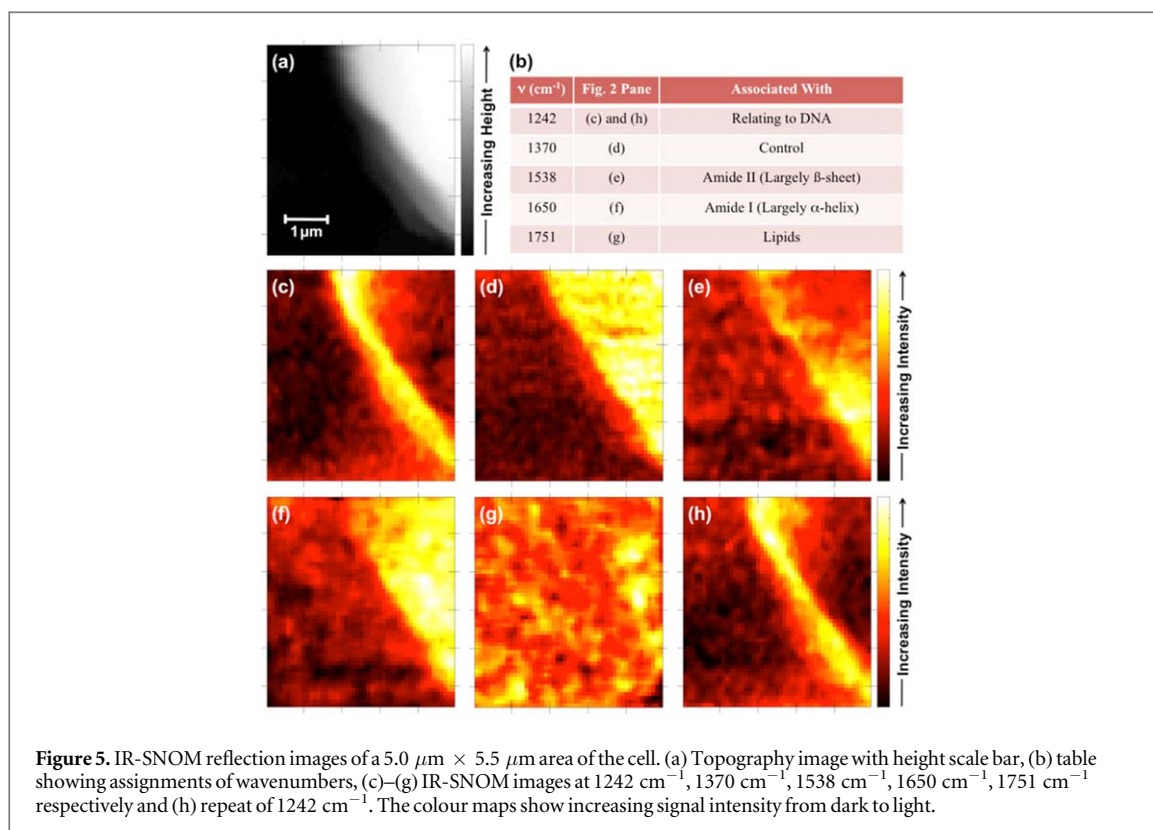 (a)
Increasing Height
1 µm
(b)
ν (cm⁻¹) Fig. 2 Pane Associated With
1242 (c) and (h) Relating to DNA
1370 (d) Control
1538 (e) Amide II (Largely ß-sheet)
1650 (f) Amide I (Largely α-helix)
1751 (g) Lipids
(c)
(d)
(e)
Increasing Intensity
(f)
(g)
(h)
Increasing Intensity
Figure 5. IR-SNOM reflection images of a 5.0 μm × 5.5 μm area of the cell. (a) Topography image with height scale bar, (b) table
showing assignments of wavenumbers, (c)–(g) IR-SNOM images at 1242 cm⁻¹, 1370 cm⁻¹, 1538 cm⁻¹, 1650 cm⁻¹, 1751 cm⁻¹
respectively and (h) repeat of 1242 cm⁻¹. The colour maps show increasing signal intensity from dark to light.